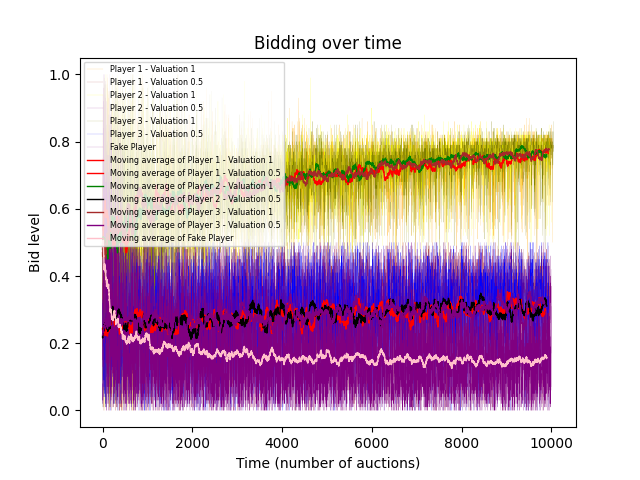 Bidding over time
1.0
0.8
0.6
0.4
0.2
0.0
Bid level
Player 1 - Valuation 1
Player 1 - Valuation 0.5
Player 2 - Valuation 1
Player 2 - Valuation 0.5
Player 3 - Valuation 1
Player 3 - Valuation 0.5
Fake Player
Moving average of Player 1 - Valuation 1
Moving average of Player 1 - Valuation 0.5
Moving average of Player 2 - Valuation 1
Moving average of Player 2 - Valuation 0.5
Moving average of Player 3 - Valuation 1
Moving average of Player 3 - Valuation 0.5
Moving average of Fake Player
0 2000 4000 6000 8000 10000
Time (number of auctions)